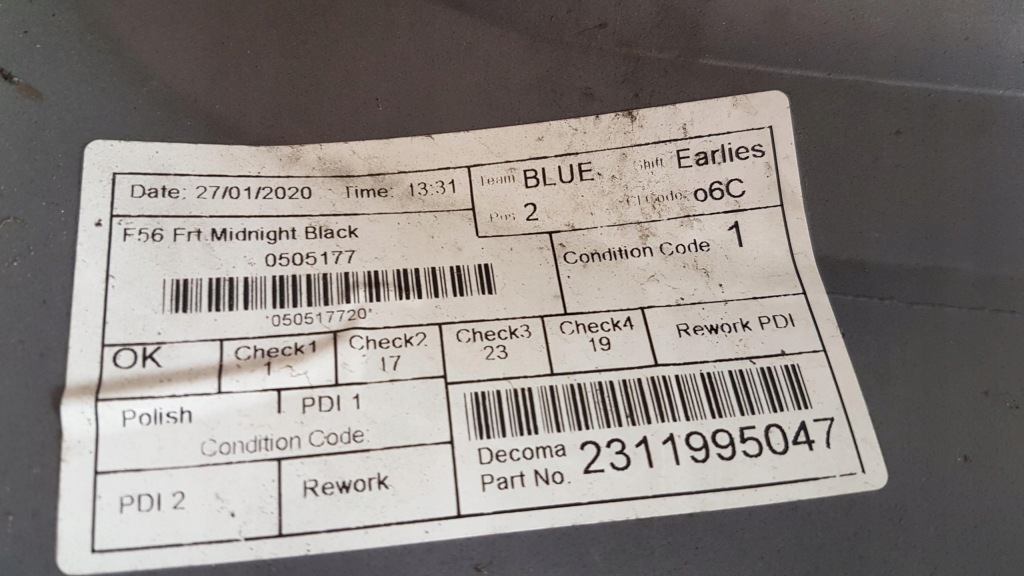 Date: 27/01/2020 Time: 13:31
Team BLUE Shift Earlies
Pos 2 Cl Code: o6C
F56 Frt Midnight Black
0505177
*050517720*
Condition Code 1
OK
Check1
1
Check2
17
Check3
23
Check4
19
Rework PDI
Polish
PDI 1
Condition Code:
PDI 2
Rework
Decoma
Part No. 2311995047